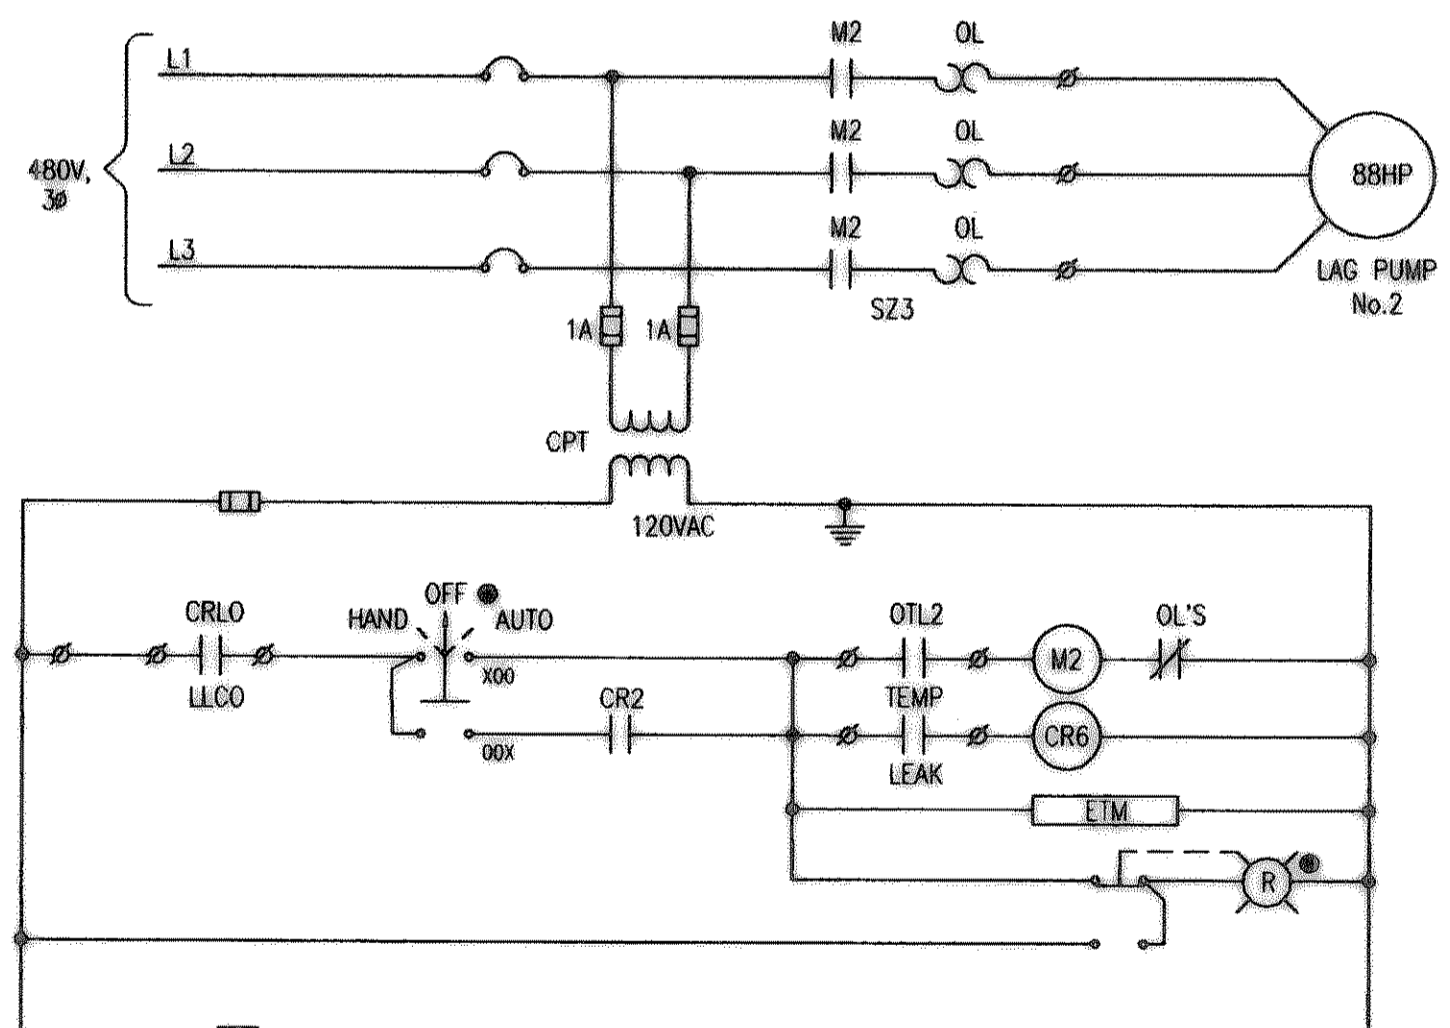 M2 OL
L1
M2 OL
L2
480V,
3ø
88HP
M2 OL
L3
LAG PUMP
No.2
SZ3
1A 1A
CPT
120VAC
OFF
CRLO HAND AUTO OTL2 OL'S
M2
X00
LLCO CR2 TEMP
CR6
00X
LEAK
ETM
R